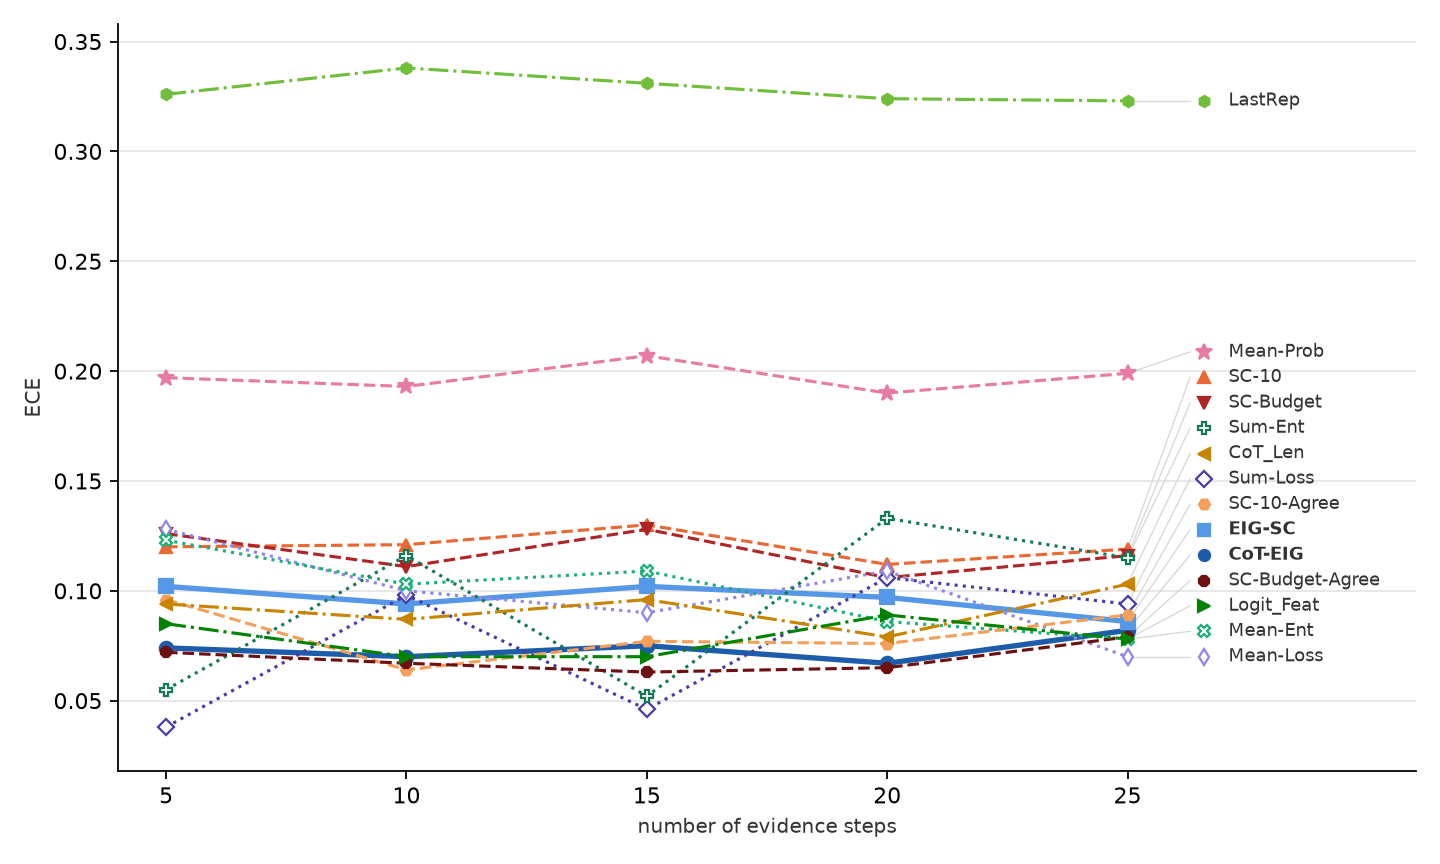 0.35
0.30
0.25
0.20
0.15
0.10
0.05
ECE
5 10 15 20 25
number of evidence steps
LastRep
Mean-Prob
SC-10
SC-Budget
Sum-Ent
CoT_Len
Sum-Loss
SC-10-Agree
EIG-SC
CoT-EIG
SC-Budget-Agree
Logit_Feat
Mean-Ent
Mean-Loss